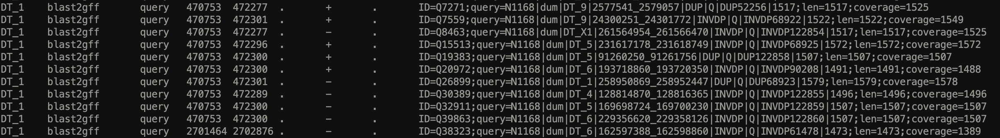 DT_1 blast2gff query 470753 472277 . + . ID=Q7271;query=N1168|dum|DT_9|2577541_2579057|DUP|Q|DUP52256|1517;len=1517;coverage=1525
DT_1 blast2gff query 470753 472301 . + . ID=Q7559;query=N1168|dum|DT_9|24300251_24301772|INVDP|Q|INVDP68922|1522;len=1522;coverage=1549
DT_1 blast2gff query 470753 472277 . - . ID=Q8463;query=N1168|dum|DT_X1|261564954_261566470|INVDP|Q|INVDP122854|1517;len=1517;coverage=1525
DT_1 blast2gff query 470753 472296 . + . ID=Q15513;query=N1168|dum|DT_5|231617178_231618749|INVDP|Q|INVDP68925|1572;len=1572;coverage=1572
DT_1 blast2gff query 470753 472300 . + . ID=Q19383;query=N1168|dum|DT_5|91260250_91261756|DUP|Q|DUP122858|1507;len=1507;coverage=1507
DT_1 blast2gff query 470753 472300 . + . ID=Q20972;query=N1168|dum|DT_6|193718860_193720350|INVDP|Q|INVDP90208|1491;len=1491;coverage=1488
DT_1 blast2gff query 470753 472301 . - . ID=Q26899;query=N1168|dum|DT_1|258950869_258952447|DUP|Q|DUP68923|1579;len=1579;coverage=1578
DT_1 blast2gff query 470753 472289 . - . ID=Q30389;query=N1168|dum|DT_4|128814870_128816365|INVDP|Q|INVDP122855|1496;len=1496;coverage=1496
DT_1 blast2gff query 470753 472300 . - . ID=Q32911;query=N1168|dum|DT_5|169698724_169700230|INVDP|Q|INVDP122859|1507;len=1507;coverage=1507
DT_1 blast2gff query 470753 472300 . - . ID=Q39863;query=N1168|dum|DT_6|229356620_229358126|INVDP|Q|INVDP122860|1507;len=1507;coverage=1507
DT_1 blast2gff query 2701464 2702876 . - . ID=Q38323;query=N1168|dum|DT_6|162597388_162598860|INVDP|Q|INVDP61478|1473;len=1473;coverage=1389